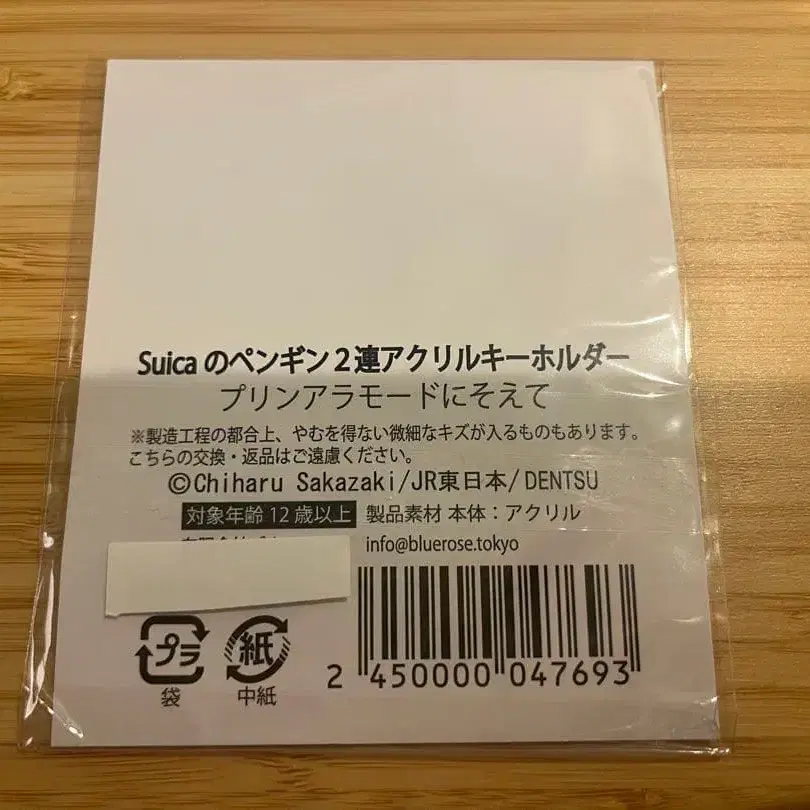 Suica のペンギン２連アクリルキーホルダー
プリンアラモードにそえて
※製造工程の都合上、やむを得ない微細なキズが入るものもあります。
こちらの交換・返品はご遠慮ください。
©Chiharu Sakazaki/JR東日本/ DENTSU
対象年齢 12 歳以上 製品素材 本体：アクリル
info@bluerose.tokyo
プラ
袋
紙
中紙
2 450000 047693